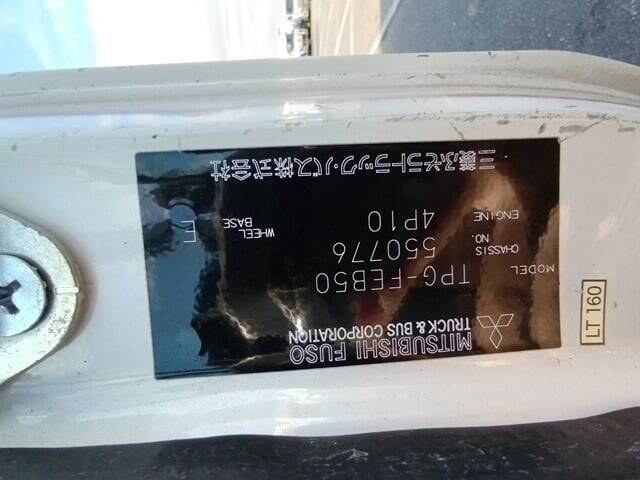 MITSUBISHI FUSO
TRUCK & BUS CORPORATION
MODEL TPG-FEB50
CHASSIS NO. 550776
ENGINE 4P10
WHEEL BASE E
三菱ふそうトラック・バス株式会社
LT 160